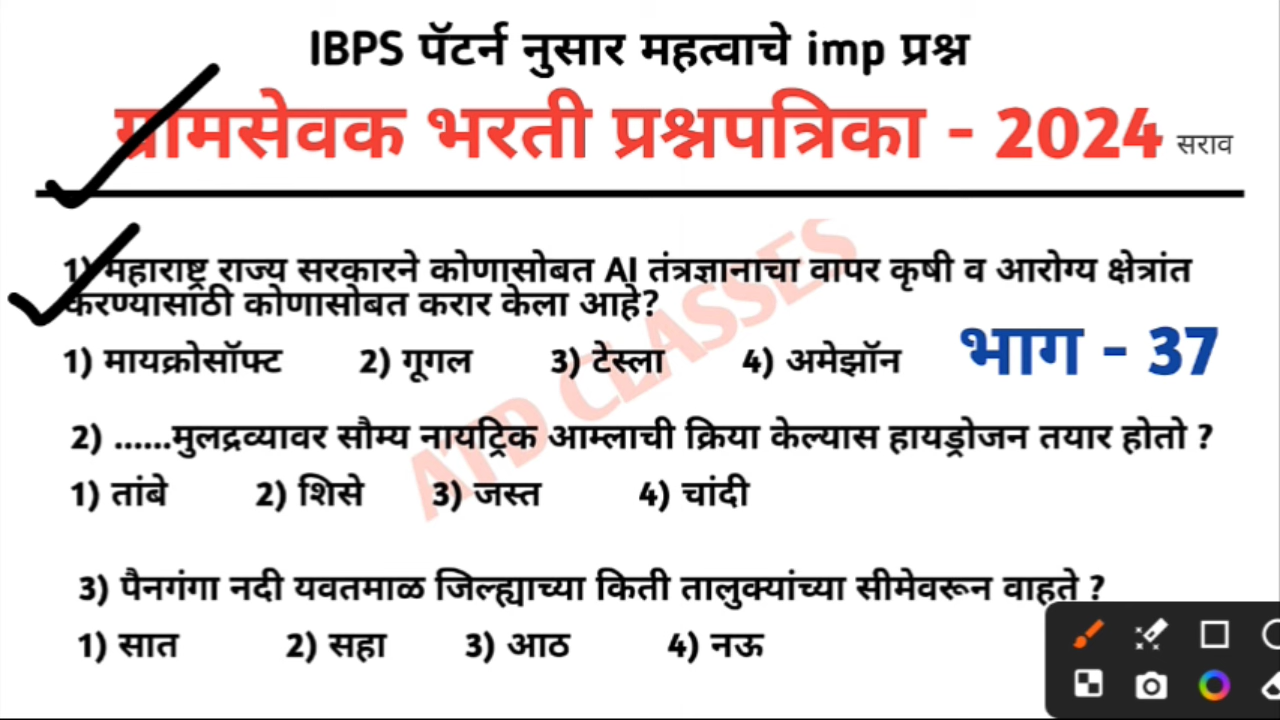 IBPS पॅटर्न नुसार महत्वाचे imp प्रश्न
ग्रामसेवक भरती प्रश्नपत्रिका - 2024 सराव
1) महाराष्ट्र राज्य सरकारने कोणासोबत AI तंत्रज्ञानाचा वापर कृषी व आरोग्य क्षेत्रांत
करण्यासाठी कोणासोबत करार केला आहे?
1) मायक्रोसॉफ्ट 2) गूगल 3) टेस्ला 4) अमेझॉन
भाग - 37
2) ......मुलद्रव्यावर सौम्य नायट्रिक आम्लाची क्रिया केल्यास हायड्रोजन तयार होतो ?
1) तांबे 2) शिसे 3) जस्त 4) चांदी
3) पैनगंगा नदी यवतमाळ जिल्ह्याच्या किती तालुक्यांच्या सीमेवरून वाहते ?
1) सात 2) सहा 3) आठ 4) नऊ
ATD CLASSES